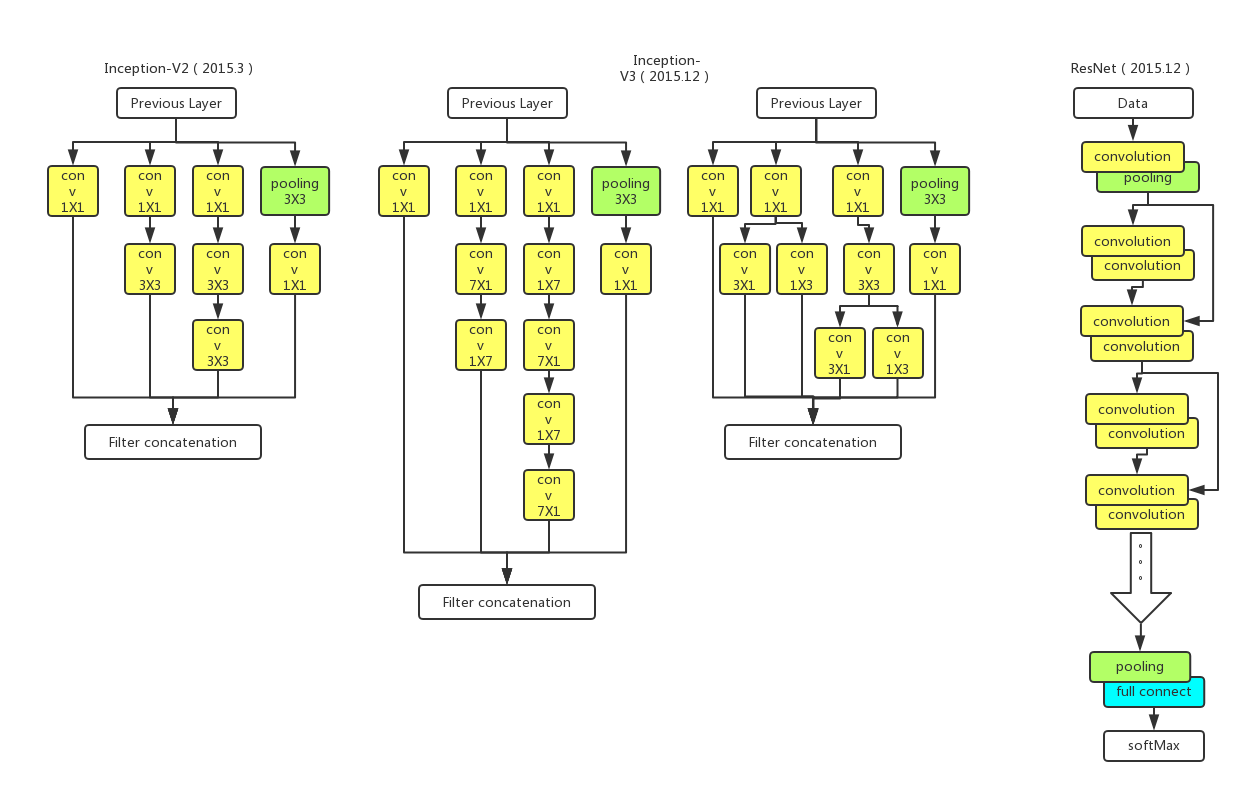 Inception-V2 ( 2015.3 )
Previous Layer
con
v
1X1
con
v
1X1
con
v
1X1
pooling
3X3
con
v
3X3
con
v
3X3
con
v
1X1
con
v
3X3
Filter concatenation
Inception-
V3 ( 2015.12 )
Previous Layer
con
v
1X1
con
v
1X1
con
v
1X1
pooling
3X3
con
v
7X1
con
v
1X7
con
v
1X1
con
v
1X7
con
v
7X1
con
v
1X7
con
v
7X1
Filter concatenation
Previous Layer
con
v
1X1
con
v
1X1
con
v
1X1
pooling
3X3
con
v
3X1
con
v
1X3
con
v
3X3
con
v
1X1
con
v
3X1
con
v
1X3
Filter concatenation
ResNet ( 2015.12 )
Data
convolution
pooling
convolution
convolution
convolution
convolution
convolution
convolution
convolution
convolution
。
。
。
pooling
full connect
softMax